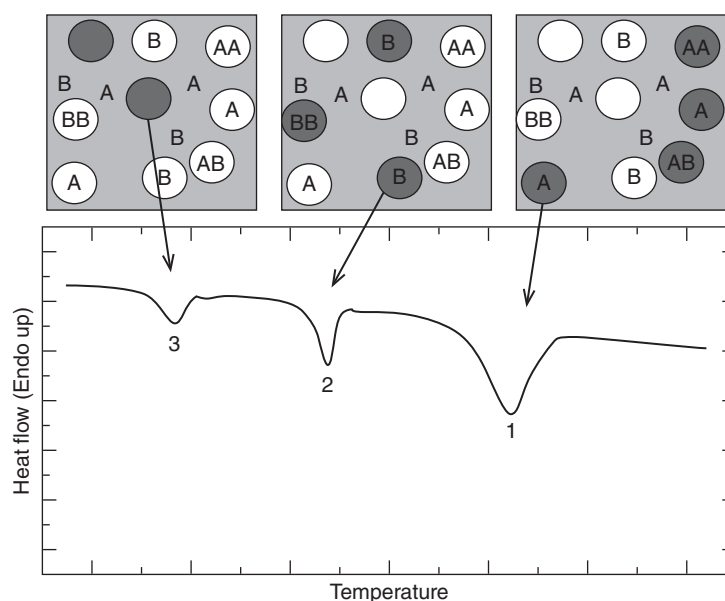 B AA
B A A
BB A
B
A B AB
B AA
B A A
BB A
B
A B AB
B AA
B A A
BB A
B
A B AB
3
2
1
Heat flow (Endo up)
Temperature